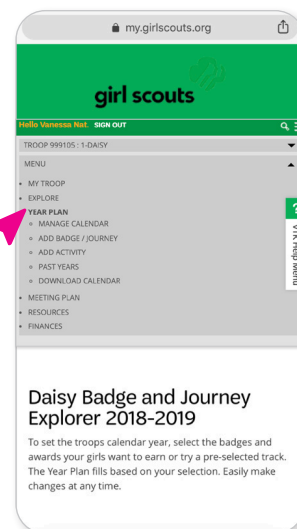 my.girlscouts.org
girl scouts
Hello Vanessa Nat. SIGN OUT
TROOP 999105 : 1-DAISY
MENU
MY TROOP
EXPLORE
YEAR PLAN
MANAGE CALENDAR
ADD BADGE / JOURNEY
ADD ACTIVITY
PAST YEARS
DOWNLOAD CALENDAR
MEETING PLAN
RESOURCES
FINANCES
?
VTK Help Menu
Daisy Badge and Journey
Explorer 2018-2019
To set the troops calendar year, select the badges and
awards your girls want to earn or try a pre-selected track.
The Year Plan fills based on your selection. Easily make
changes at any time.